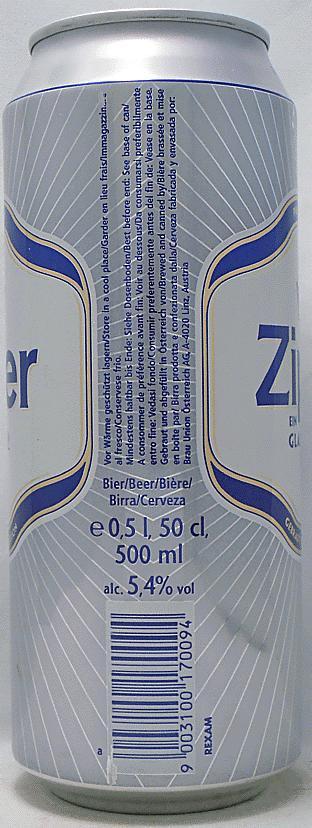 Vor Wärme geschützt lagern/Store in a cool place/Garder en lieu frais/Immagazzin...
al fresco/Conservese frio.
Mindestens haltbar bis Ende: Siehe Dosenboden/Best before end: See base of can/
A consommer de préférence avant fin: Voir au dessous/Da consumarsi preferibilmente
entro fine: Vedasi fondo/Consumir preferentemente antes del fin de: Vease en la base.
Gebraut und abgefüllt in Österreich von/Brewed and canned by/Bière brassée et mise
en boîte par/ Birra prodotta e confezionata dalla/Cerveza fabricada y envasada por:
Brau Union Österreich AG, A-4020 Linz, Austria
er
Zi
EIN
GL
Bier/Beer/Bière/
Birra/Cerveza
e 0,5 l, 50 cl,
500 ml
alc. 5,4% vol
9 003100 170094
REXAM
a